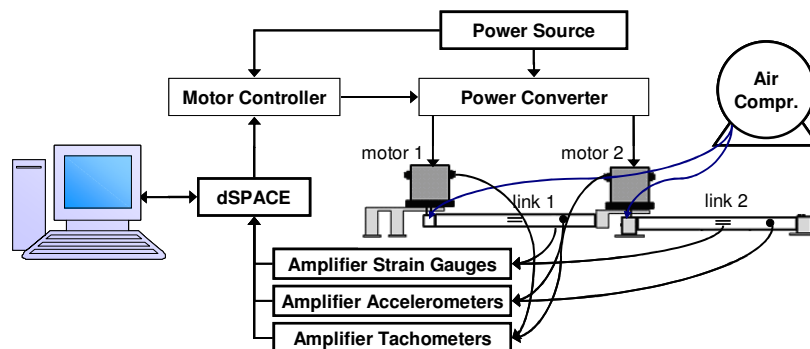 Power Source
Air
Compr.
Motor Controller
Power Converter
motor 1
motor 2
dSPACE
link 1
link 2
Amplifier Strain Gauges
Amplifier Accelerometers
Amplifier Tachometers